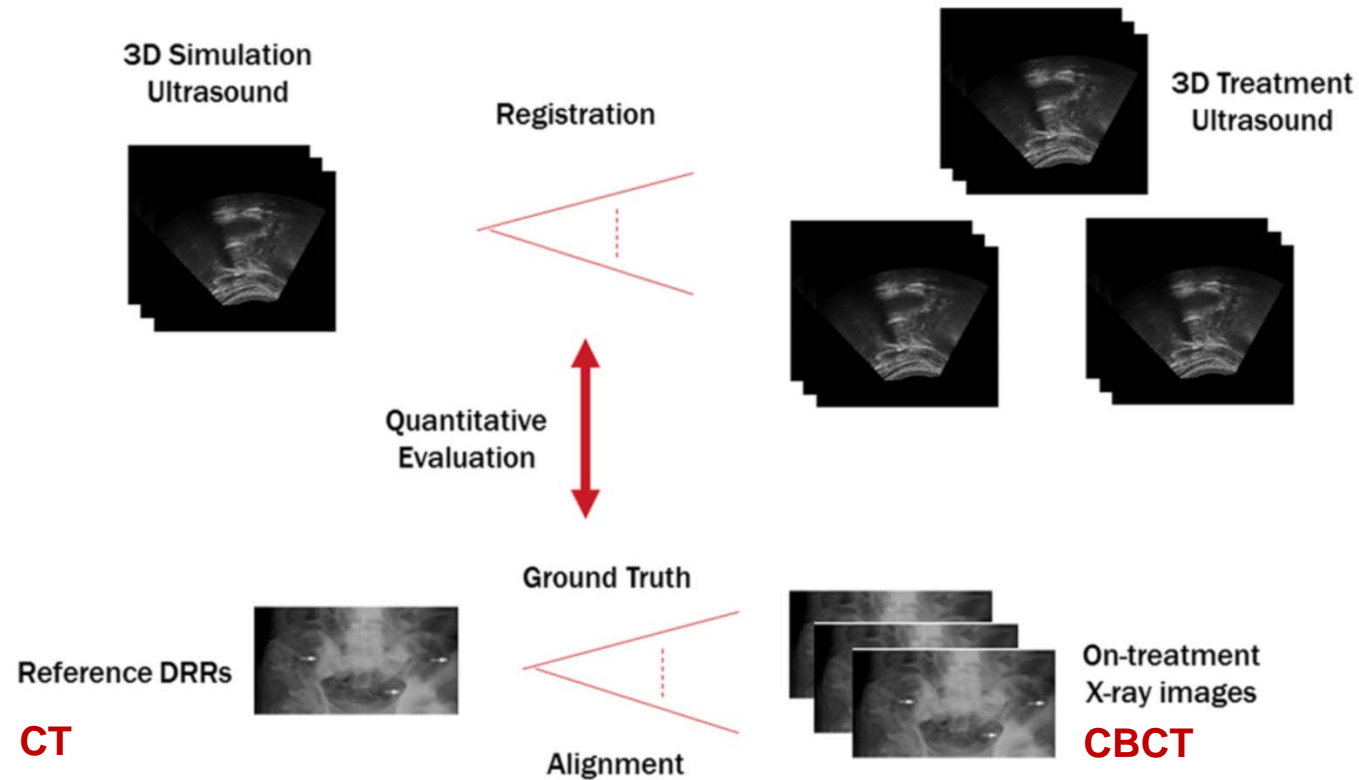 3D Simulation
Ultrasound
Registration
3D Treatment
Ultrasound
Quantitative
Evaluation
Ground Truth
Reference DRRs
On-treatment
X-ray images
CT
CBCT
Alignment